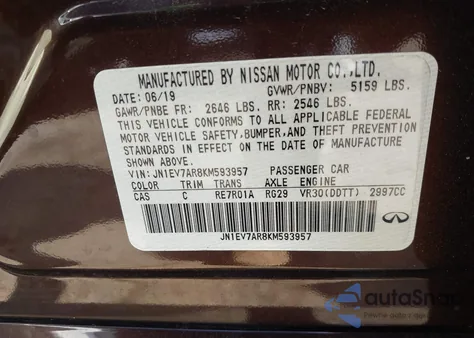 MANUFACTURED BY NISSAN MOTOR CO.,LTD.
DATE: 06/19 GVWR/PNBV: 5159 LBS.
GAWR/PNBE FR: 2646 LBS. RR: 2546 LBS.
THIS VEHICLE CONFORMS TO ALL APPLICABLE FEDERAL
MOTOR VEHICLE SAFETY, BUMPER, AND THEFT PREVENTION
STANDARDS IN EFFECT ON THE DATE OF MANUFACTURE
SHOWN ABOVE.
VIN: JN1EV7AR8KM593957 PASSENGER CAR
COLOR TRIM TRANS AXLE ENGINE
CAS C RE7R01A RG29 VR30(DDTT) 2997CC
JN1EV7AR8KM593957